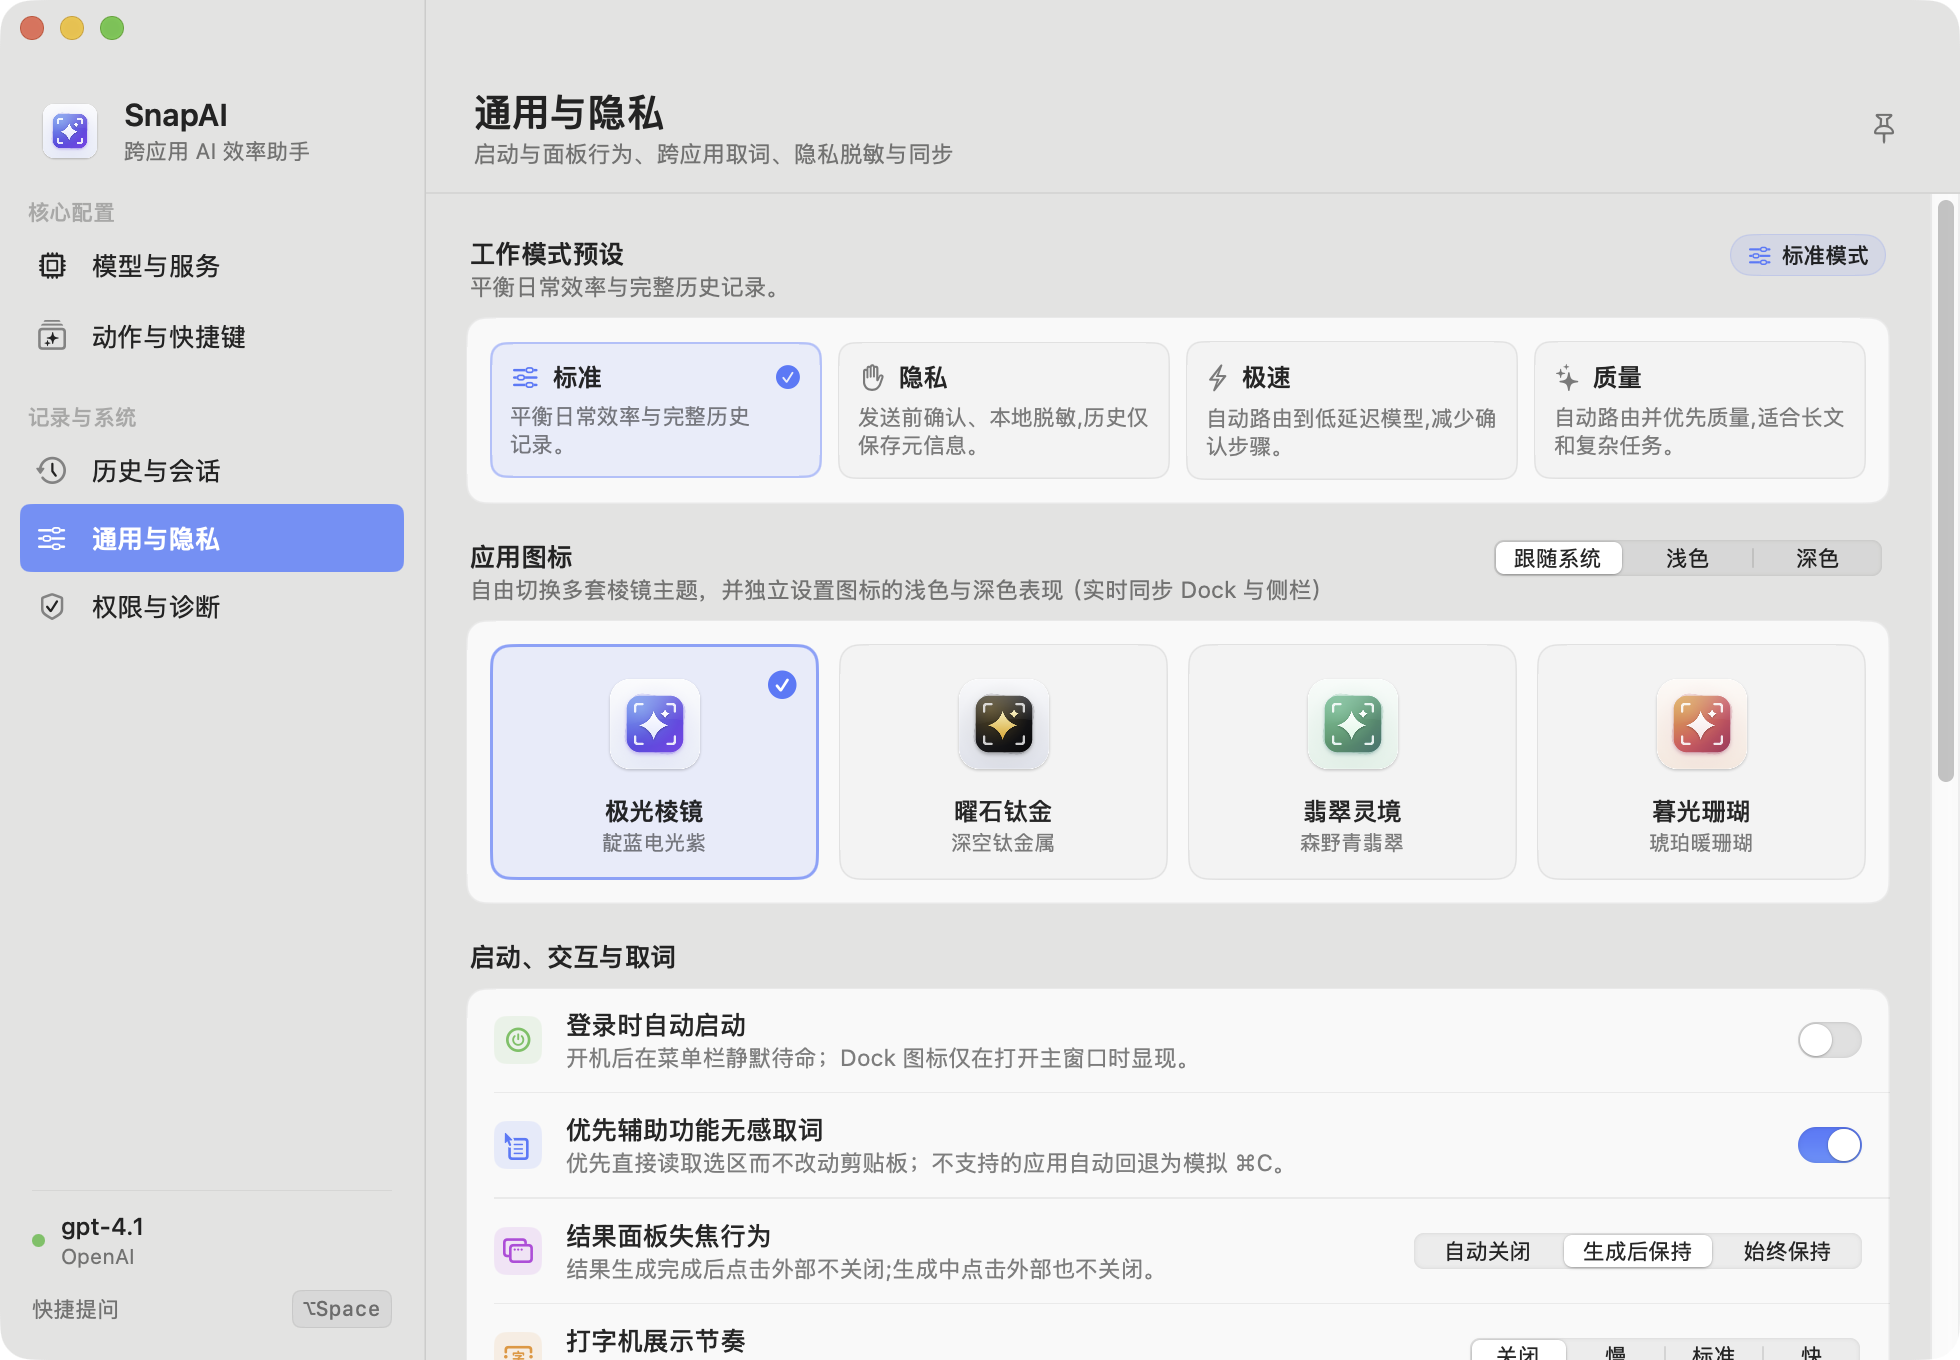 SnapAI
跨应用 AI 效率助手
核心配置
模型与服务
动作与快捷键
记录与系统
历史与会话
通用与隐私
权限与诊断
gpt-4.1
OpenAI
快捷提问
⌥Space
通用与隐私
启动与面板行为、跨应用取词、隐私脱敏与同步
工作模式预设
平衡日常效率与完整历史记录。
标准模式
标准
平衡日常效率与完整历史
记录。
隐私
发送前确认、本地脱敏,历史仅
保存元信息。
极速
自动路由到低延迟模型,减少确
认步骤。
质量
自动路由并优先质量,适合长文
和复杂任务。
应用图标
自由切换多套棱镜主题，并独立设置图标的浅色与深色表现（实时同步 Dock 与侧栏）
跟随系统
浅色
深色
极光棱镜
靛蓝电光紫
曜石钛金
深空钛金属
翡翠灵境
森野青翡翠
暮光珊瑚
琥珀暖珊瑚
启动、交互与取词
登录时自动启动
开机后在菜单栏静默待命；Dock 图标仅在打开主窗口时显现。
优先辅助功能无感取词
优先直接读取选区而不改动剪贴板；不支持的应用自动回退为模拟 ⌘C。
结果面板失焦行为
结果生成完成后点击外部不关闭;生成中点击外部也不关闭。
自动关闭
生成后保持
始终保持
打字机展示节奏
字
关闭
慢
标准
快